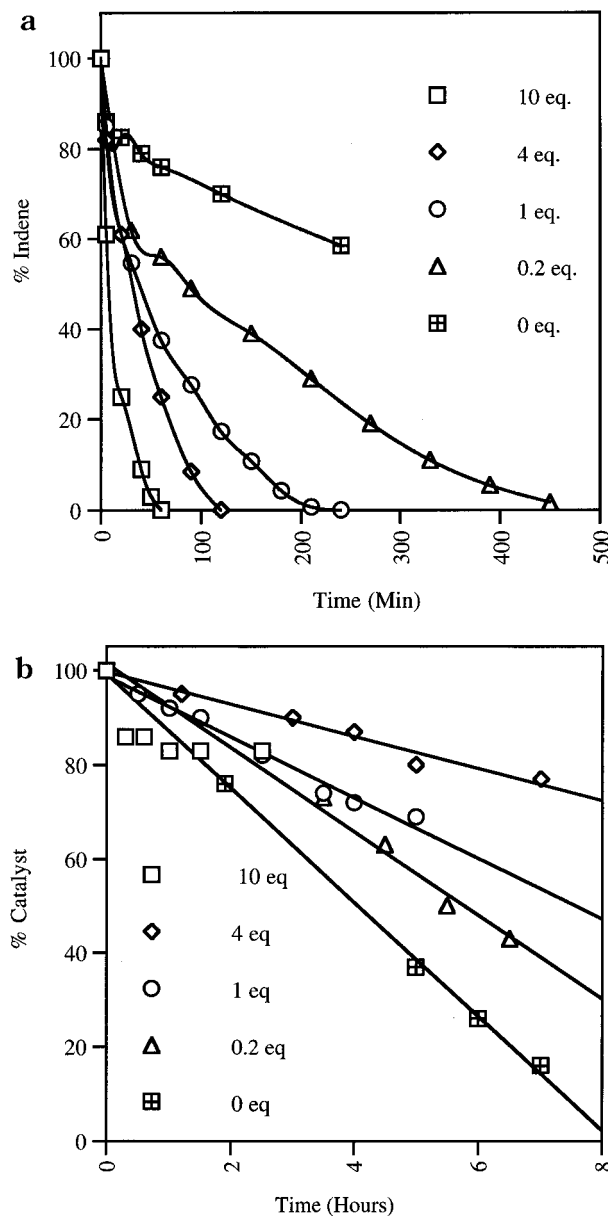 a
100
80
60
40
20
0
% Indene
10 eq.
4 eq.
1 eq.
0.2 eq.
0 eq.
0
100
200
300
400
500
Time (Min)
b
100
80
60
40
20
0
% Catalyst
10 eq
4 eq
1 eq
0.2 eq
0 eq
0
2
4
6
8
Time (Hours)